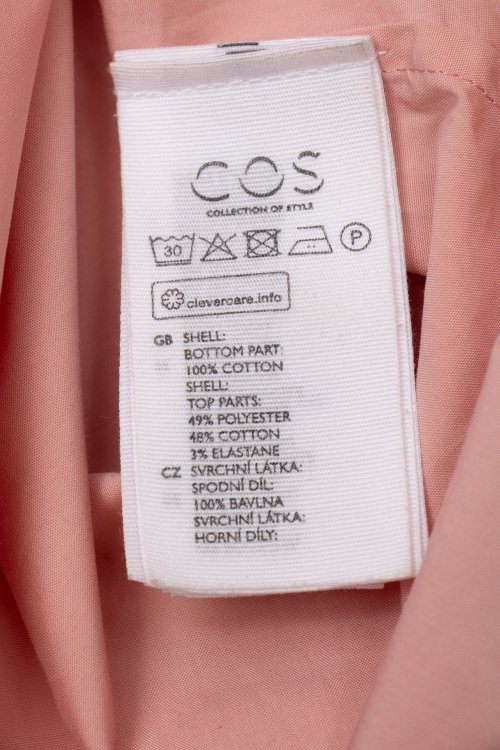 COS
COLLECTION OF STYLE
30 P
clevercare.info
GB SHELL:
BOTTOM PART:
100% COTTON
SHELL:
TOP PARTS:
49% POLYESTER
48% COTTON
3% ELASTANE
CZ SVRCHNÍ LÁTKA:
SPODNÍ DÍL:
100% BAVLNA
SVRCHNÍ LÁTKA:
HORNÍ DÍLY: